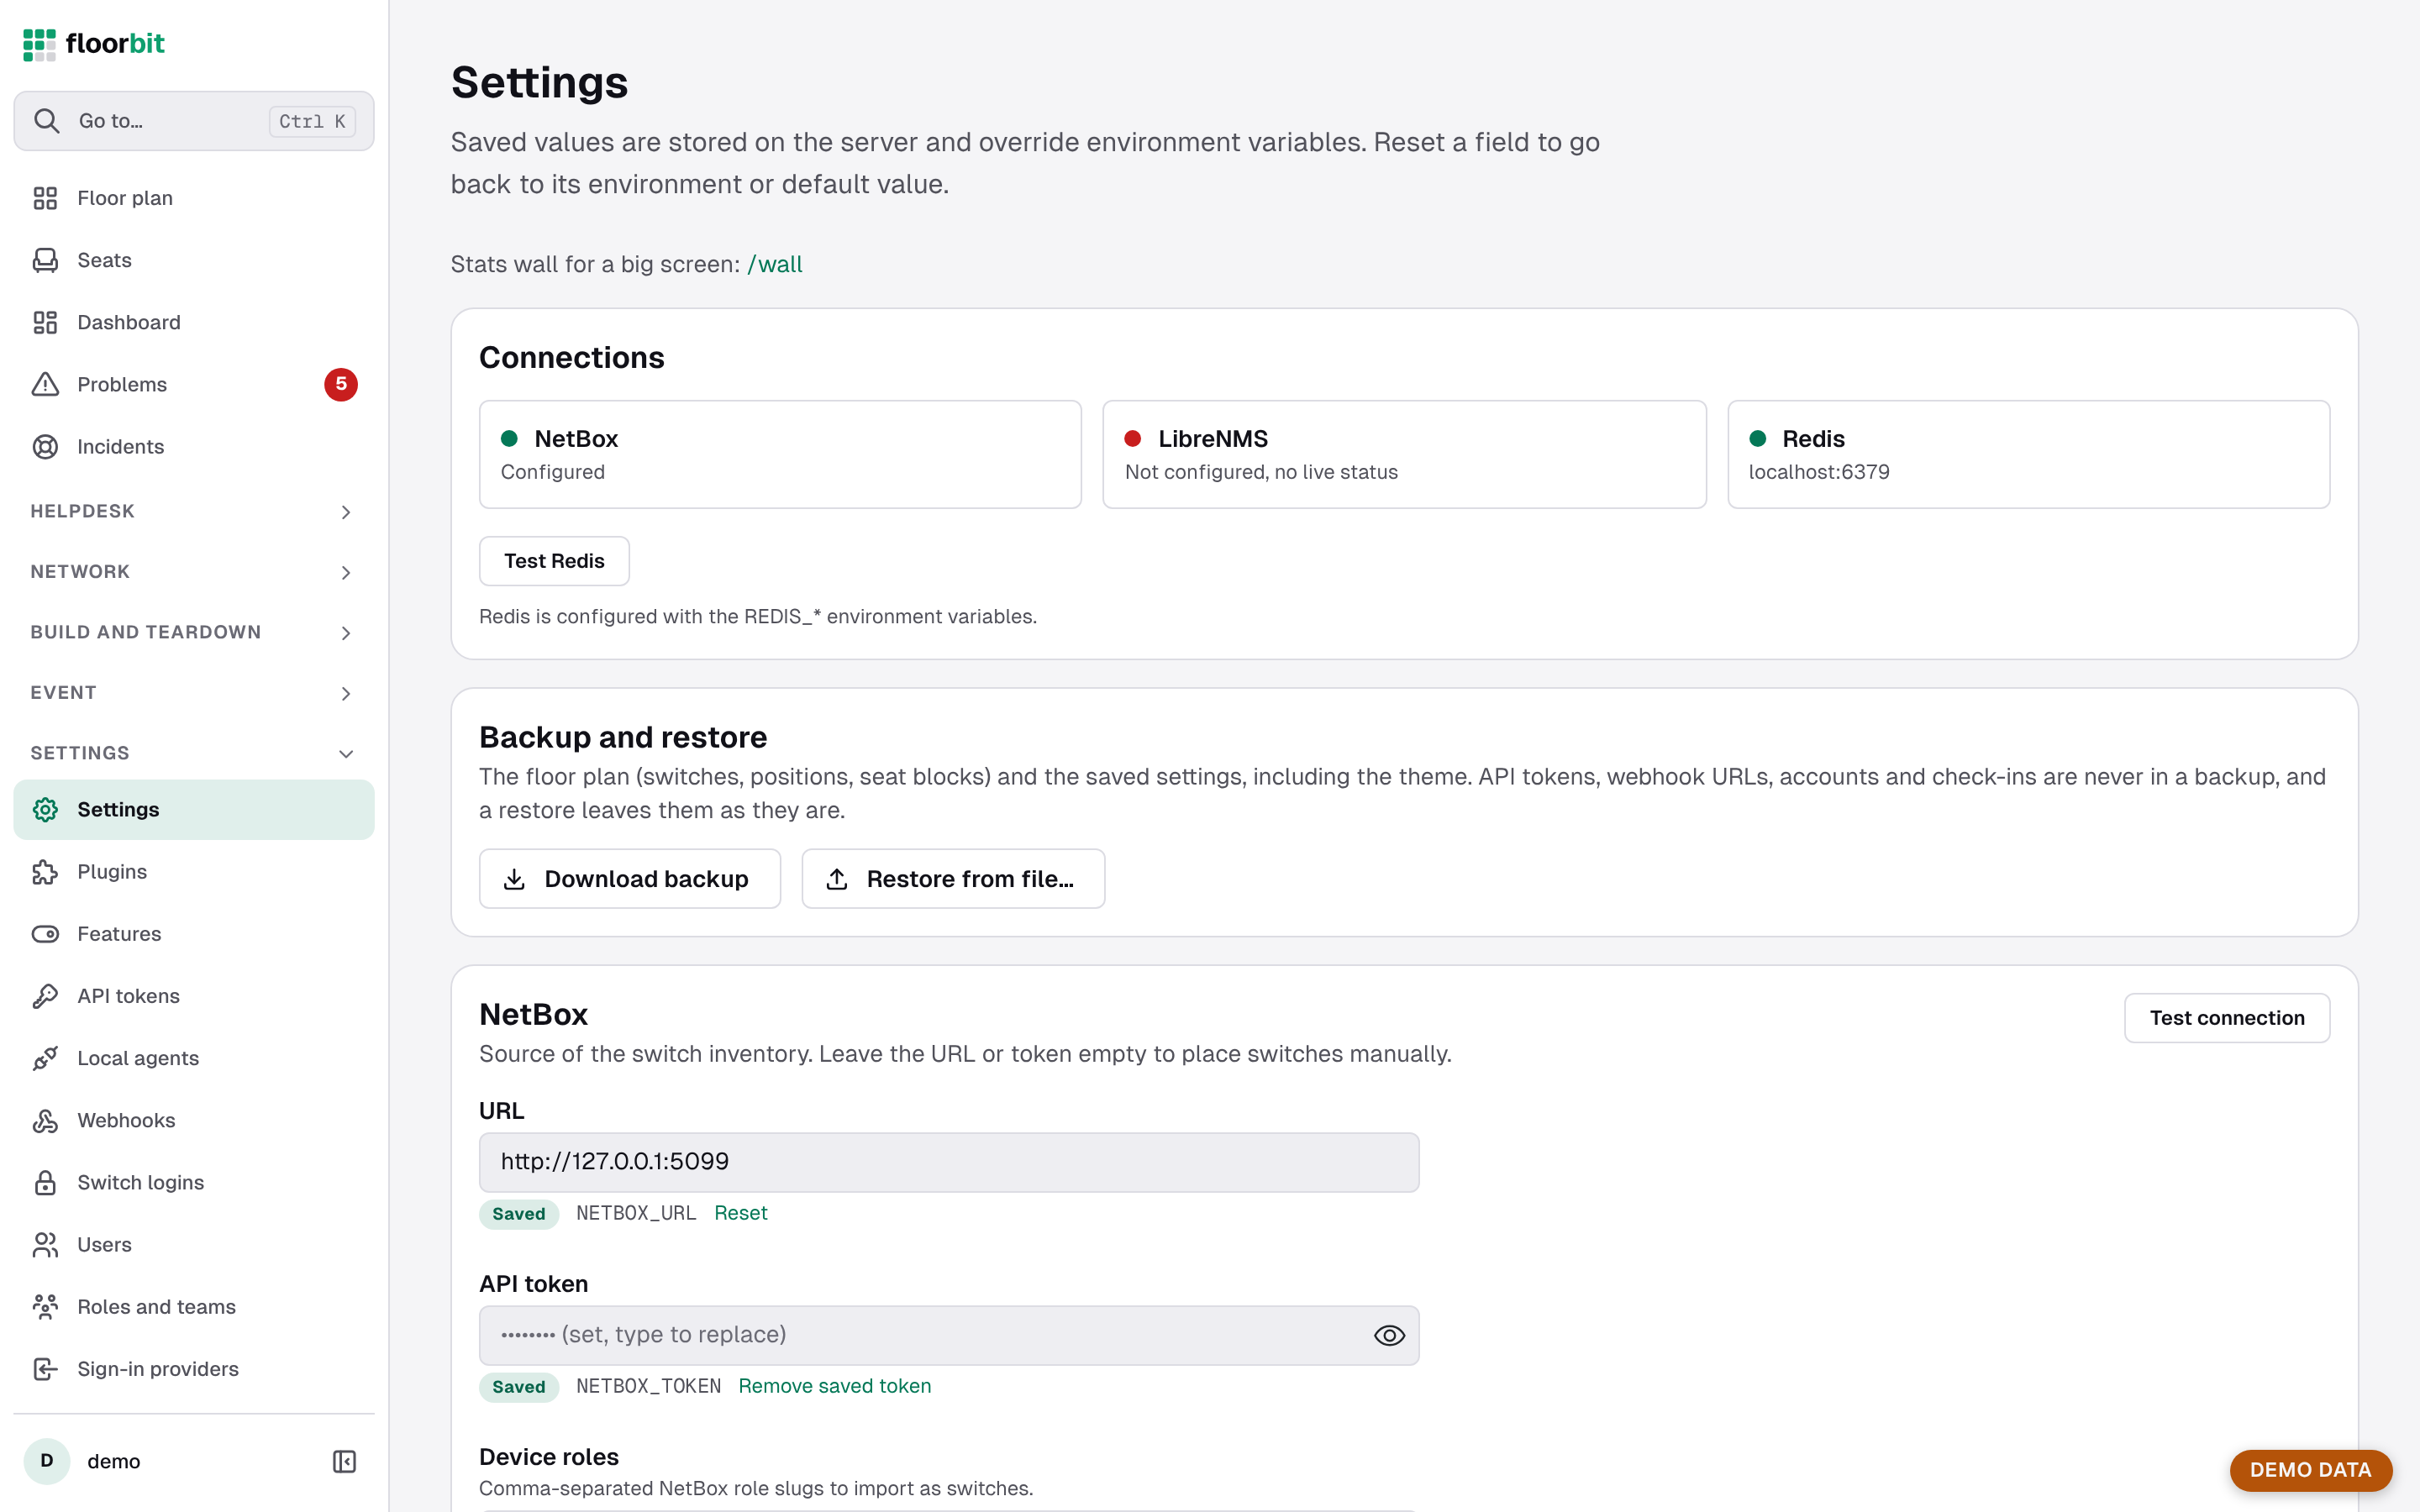 floorbit
Go to...
Ctrl K
Floor plan
Seats
Dashboard
Problems
5
Incidents
HELPDESK
NETWORK
BUILD AND TEARDOWN
EVENT
SETTINGS
Settings
Plugins
Features
API tokens
Local agents
Webhooks
Switch logins
Users
Roles and teams
Sign-in providers
D
demo
Settings
Saved values are stored on the server and override environment variables. Reset a field to go
back to its environment or default value.
Stats wall for a big screen: /wall
Connections
NetBox
Configured
LibreNMS
Not configured, no live status
Redis
localhost:6379
Test Redis
Redis is configured with the REDIS_* environment variables.
Backup and restore
The floor plan (switches, positions, seat blocks) and the saved settings, including the theme. API tokens, webhook URLs, accounts and check-ins are never in a backup, and
a restore leaves them as they are.
Download backup
Restore from file...
NetBox
Test connection
Source of the switch inventory. Leave the URL or token empty to place switches manually.
URL
http://127.0.0.1:5099
Saved NETBOX_URL Reset
API token
•••••••• (set, type to replace)
Saved NETBOX_TOKEN Remove saved token
Device roles
Comma-separated NetBox role slugs to import as switches.
DEMO DATA